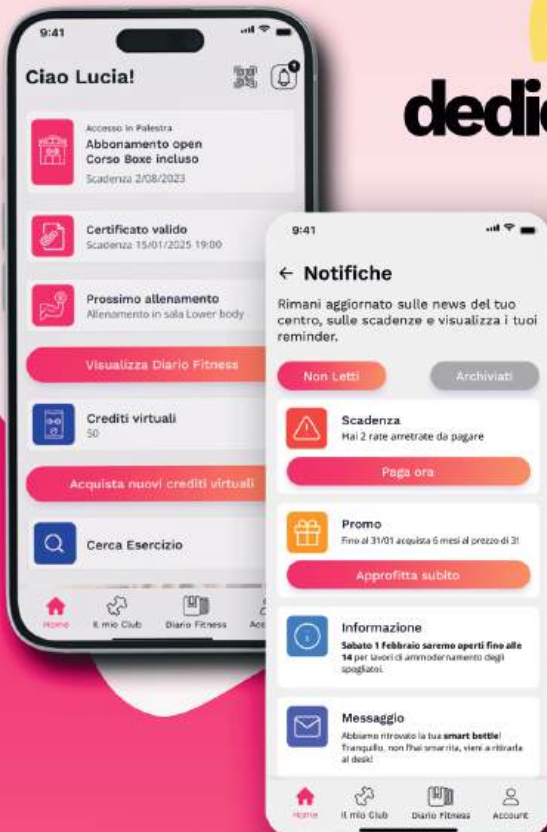 dedic
9:41
Ciao Lucia!
Accesso in Palestra
Abbonamento open
Corso Boxe incluso
Scadenza 2/08/2023
Certificato valido
Scadenza 15/01/2025 19:00
Prossimo allenamento
Allenamento in sala Lower body
Visualizza Diario Fitness
Crediti virtuali
50
Acquista nuovi crediti virtuali
Cerca Esercizio
Home
Il mio Club
Diario Fitness
Acc
9:41
← Notifiche
Rimani aggiornato sulle news del tuo
centro, sulle scadenze e visualizza i tuoi
reminder.
Non Letti
Archiviati
Scadenza
Hai 2 rate arretrate da pagare
Paga ora
Promo
Fino al 31/01 acquista 6 mesi al prezzo di 3!
Approfitta subito
Informazione
Sabato 1 febbraio saremo aperti fino alle
14 per lavori di ammodernamento degli
spogliatoi.
Messaggio
Abbiamo ritrovato la tua smart bottle!
Tranquillo, non l'hai smarrita, vieni a ritirarla
al desk!
Home
Il mio Club
Diario Fitness
Account